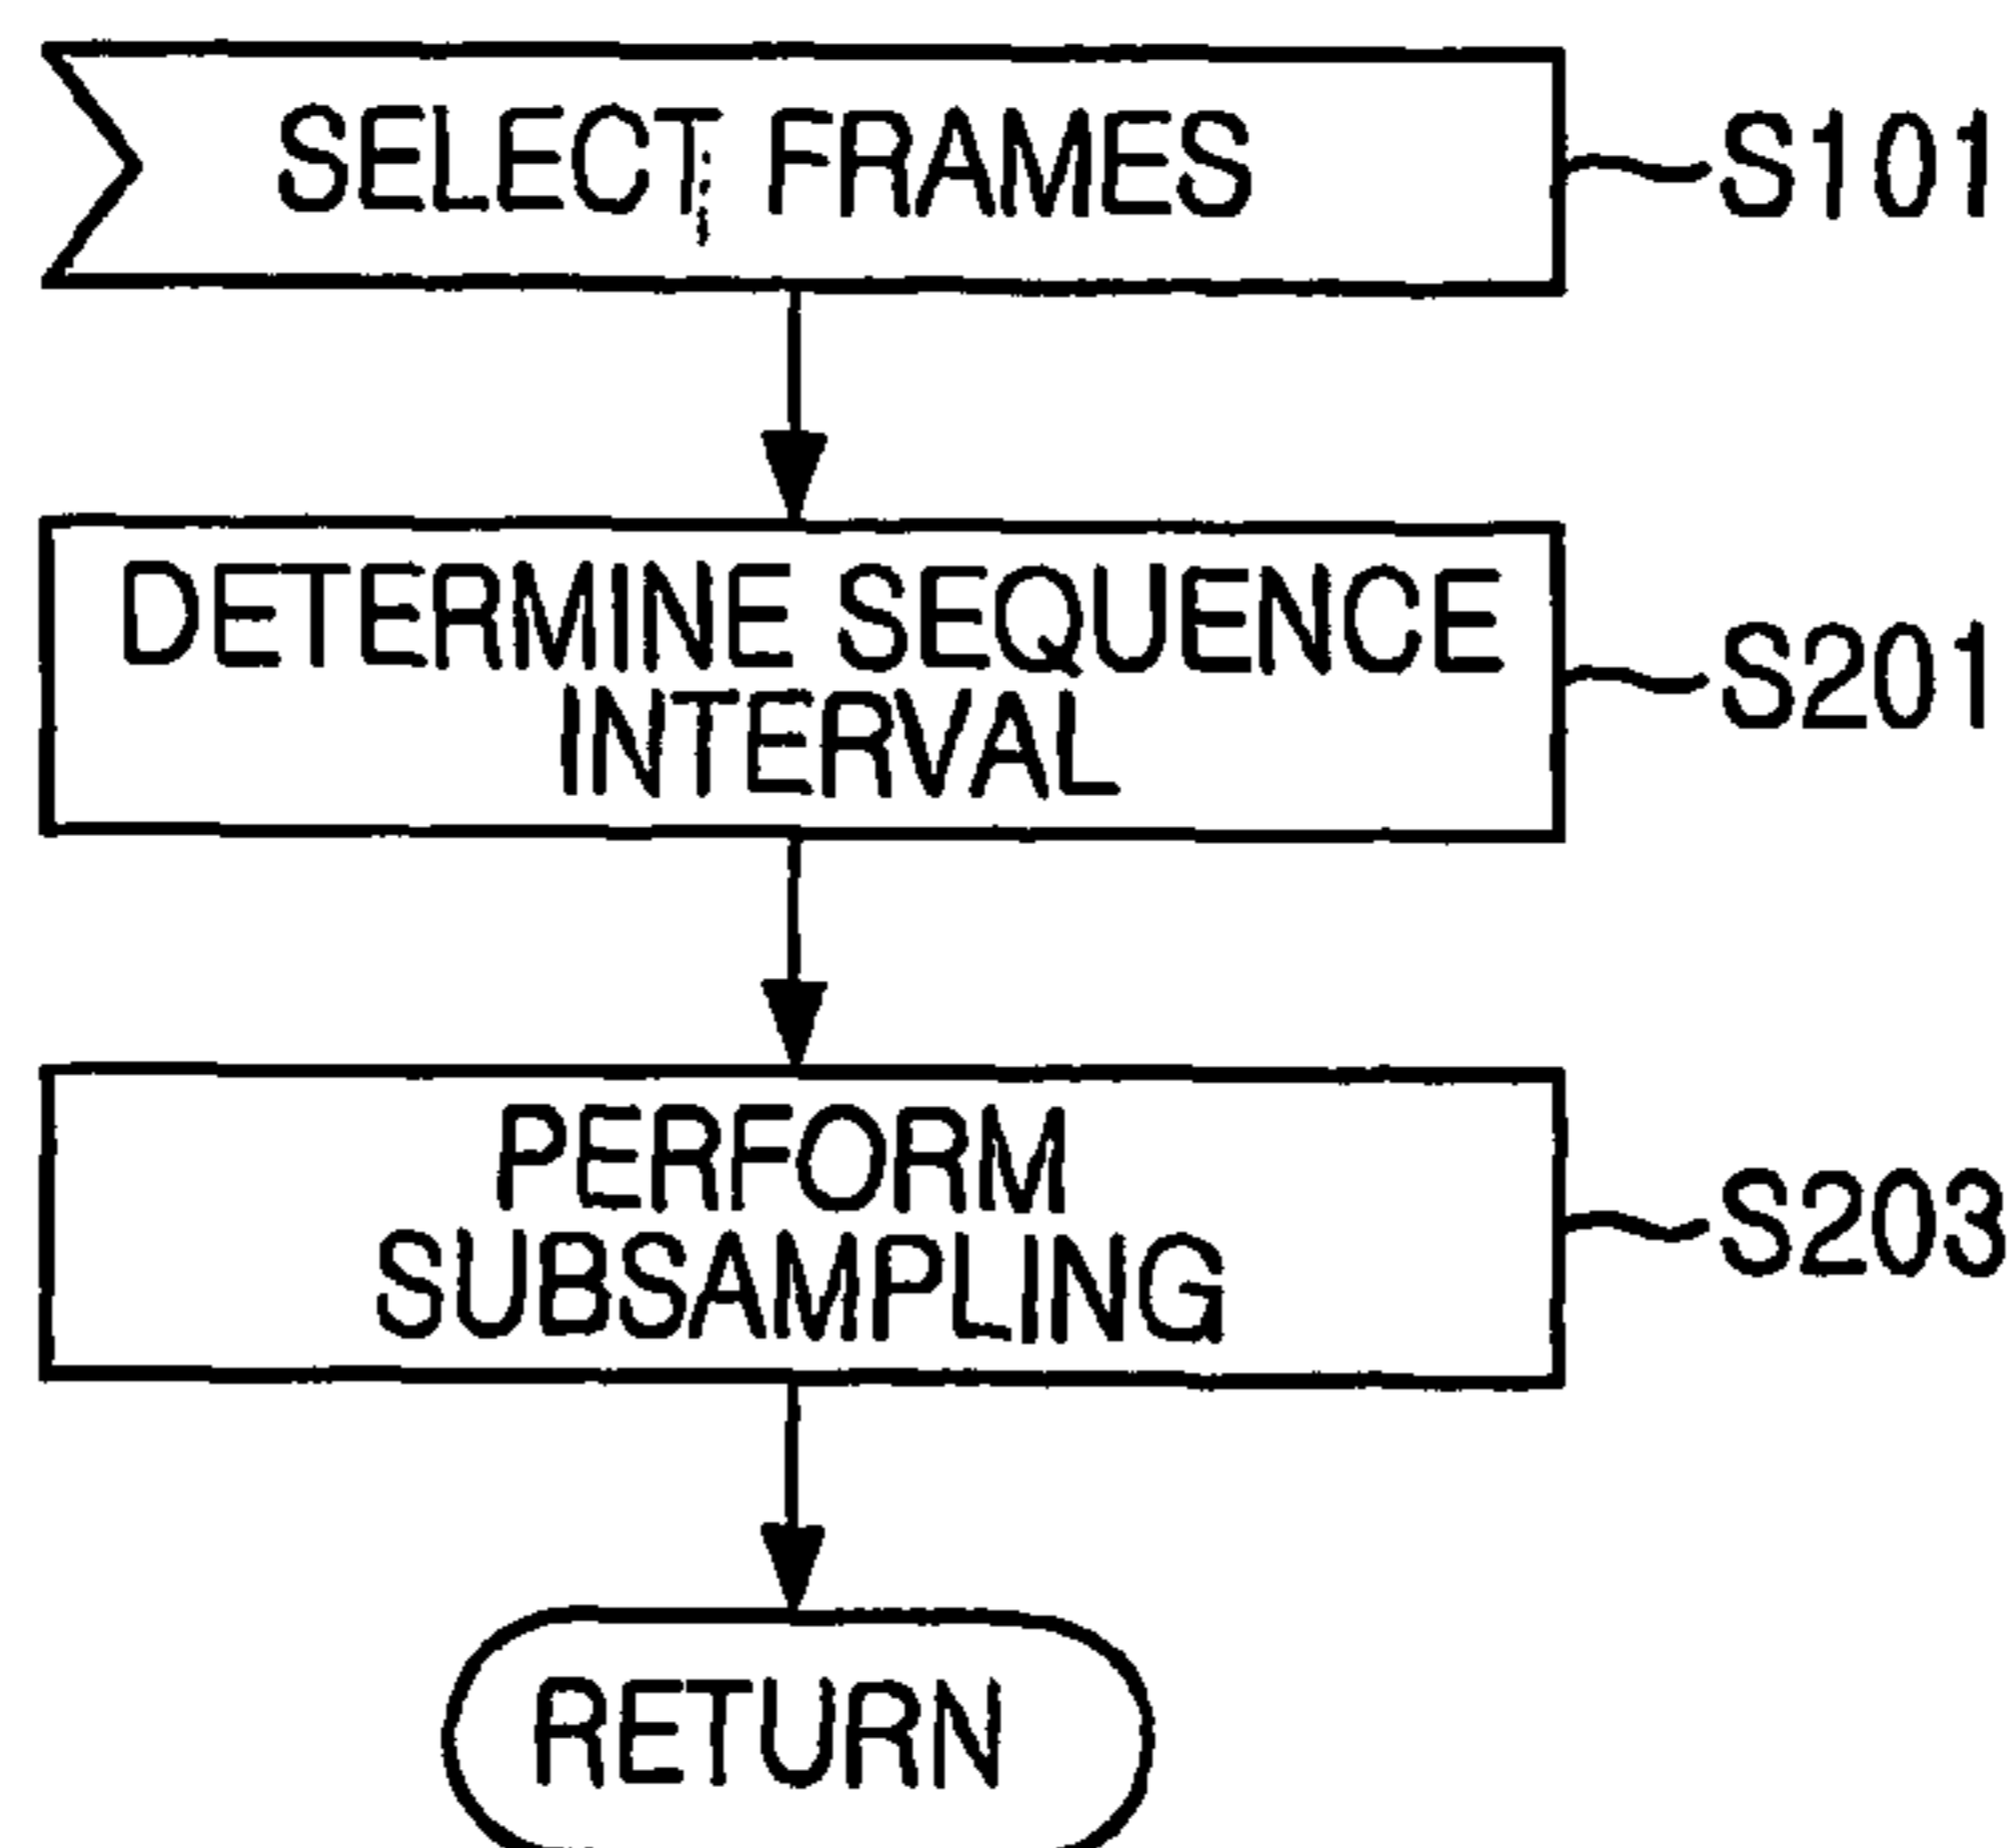 SELECT FRAMES
S101
DETERMINE SEQUENCE
INTERVAL
S201
PERFORM
SUBSAMPLING
S203
RETURN